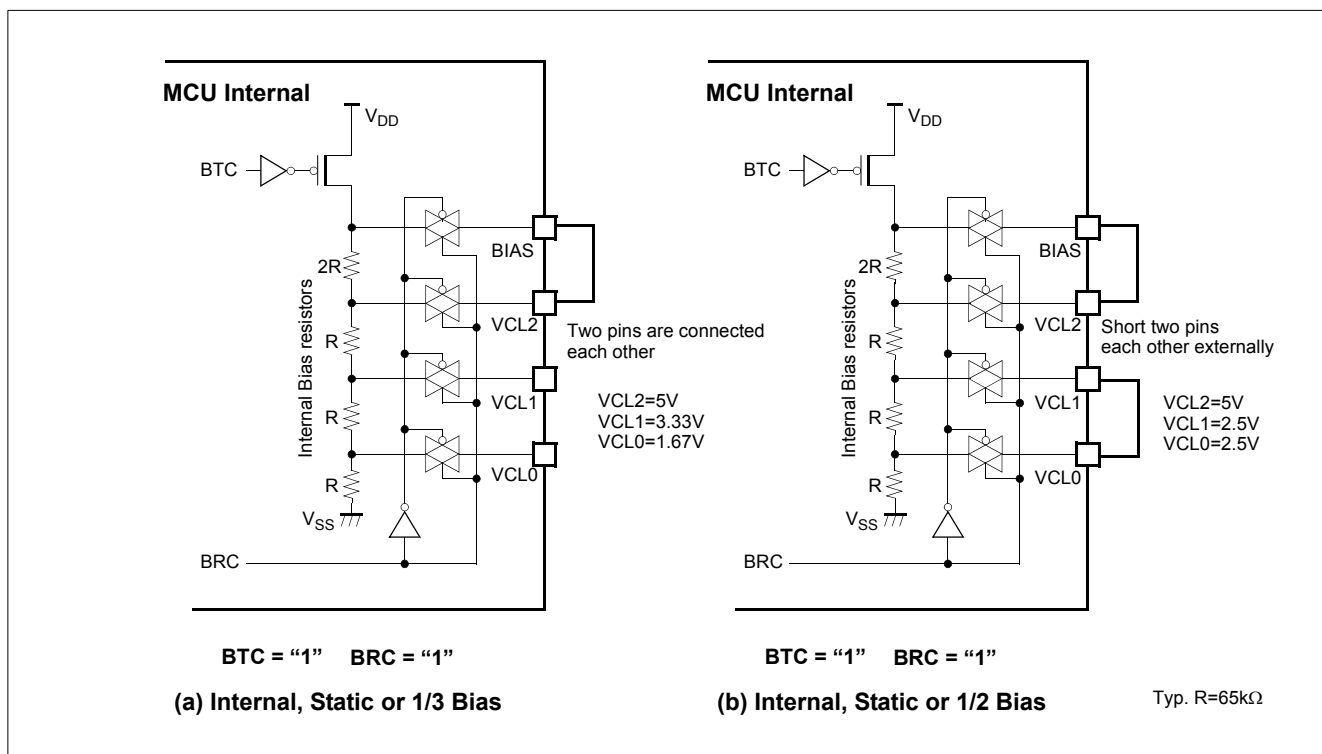 MCU Internal
VDD
BTC
BIAS
2R
VCL2
R
VCL1
R
VCL0
R
VSS
BRC
Internal Bias resistors
Two pins are connected
each other
VCL2=5V
VCL1=3.33V
VCL0=1.67V
BTC = “1” BRC = “1”
(a) Internal, Static or 1/3 Bias
MCU Internal
VDD
BTC
BIAS
2R
VCL2
R
VCL1
R
VCL0
R
VSS
BRC
Internal Bias resistors
Short two pins
each other externally
VCL2=5V
VCL1=2.5V
VCL0=2.5V
BTC = “1” BRC = “1”
(b) Internal, Static or 1/2 Bias
Typ. R=65kΩ